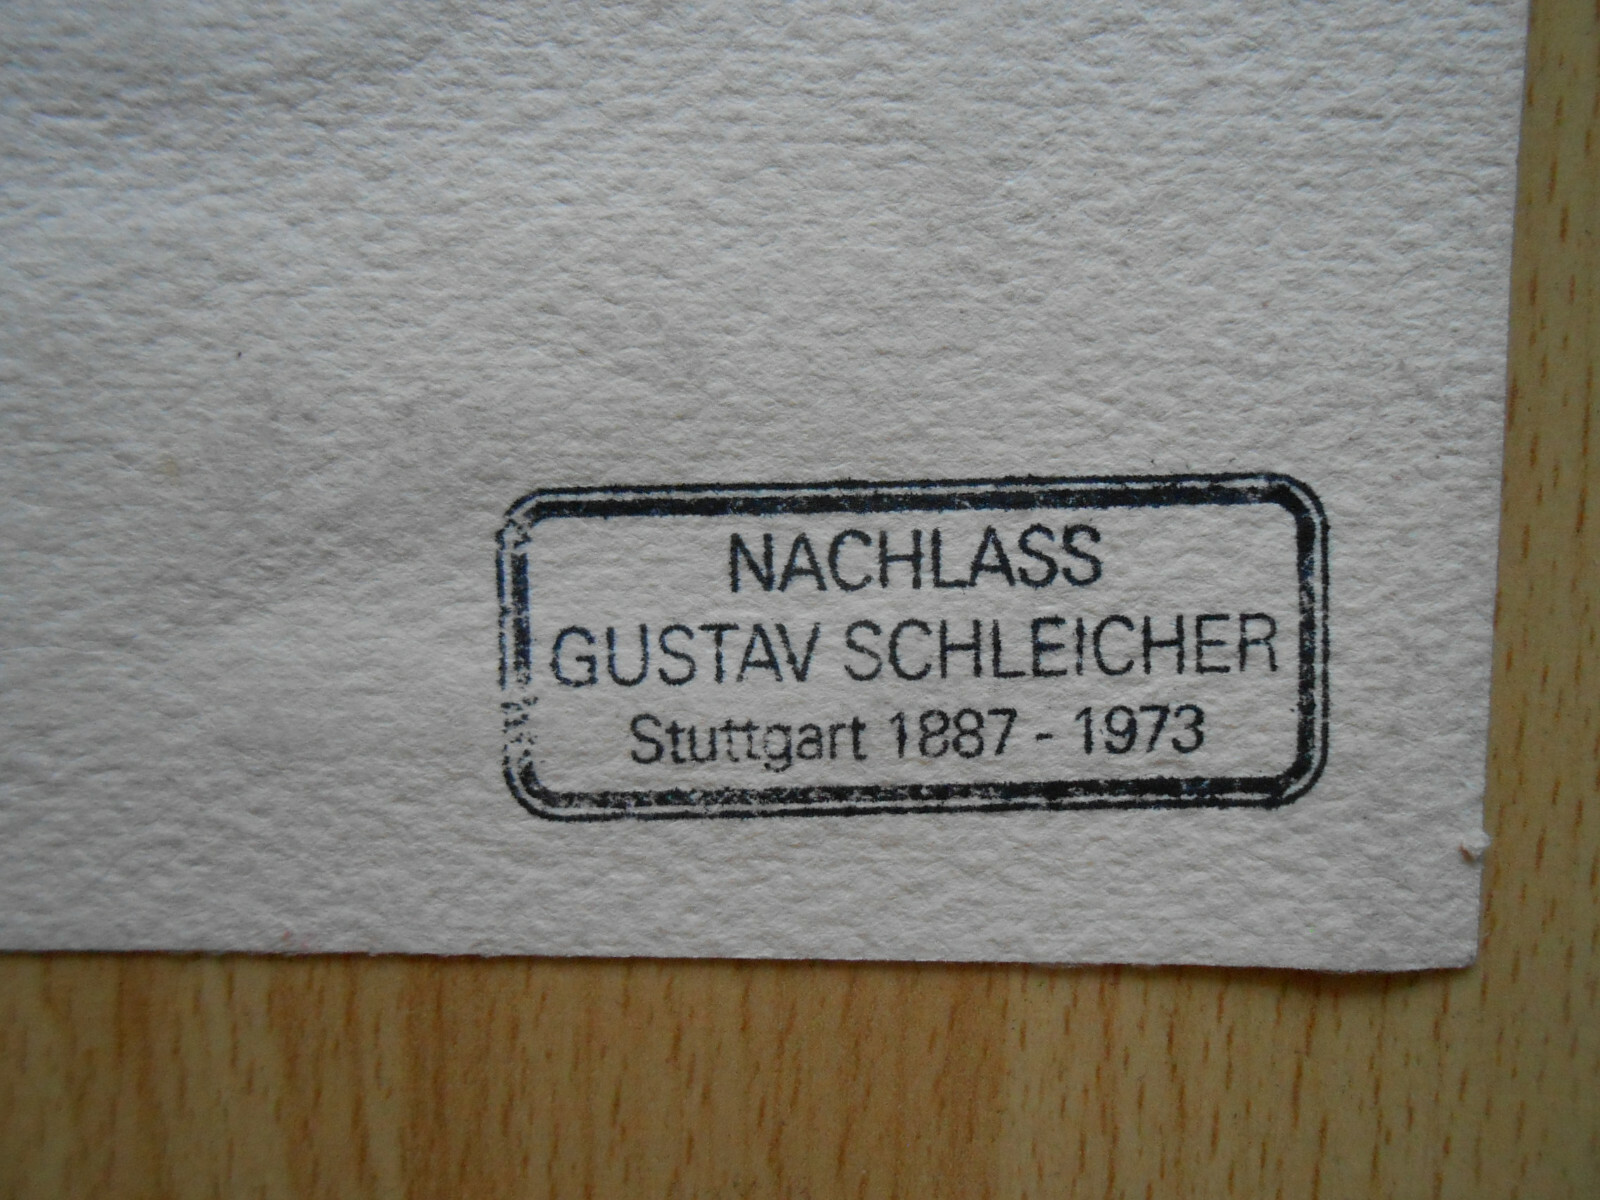 NACHLASS
GUSTAV SCHLEICHER
Stuttgart 1887 - 1973